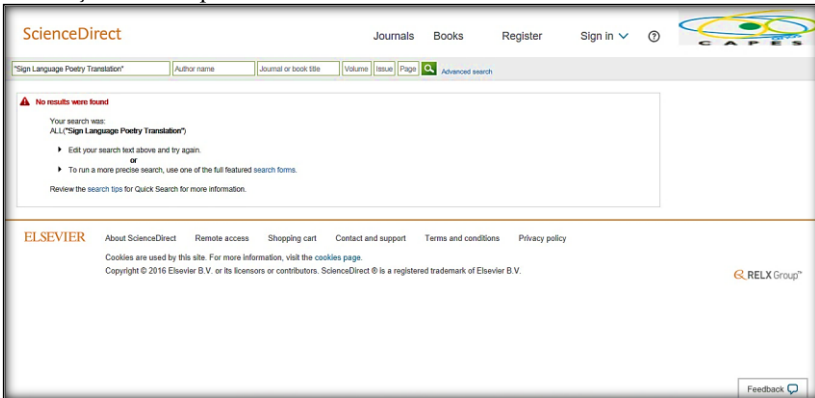 ScienceDirect
Journals Books Register Sign in ?
CAPES
"Sign Language Poetry Translation" Author name Journal or book title Volume Issue Page Advanced search
No results were found
Your search was:
ALL("Sign Language Poetry Translation")
Edit your search text above and try again.
or
To run a more precise search, use one of the full featured search forms.
Review the search tips for Quick Search for more information.
ELSEVIER About ScienceDirect Remote access Shopping cart Contact and support Terms and conditions Privacy policy
Cookies are used by this site. For more information, visit the cookies page.
Copyright © 2016 Elsevier B.V. or its licensors or contributors. ScienceDirect ® is a registered trademark of Elsevier B.V.
RELX Group™
Feedback